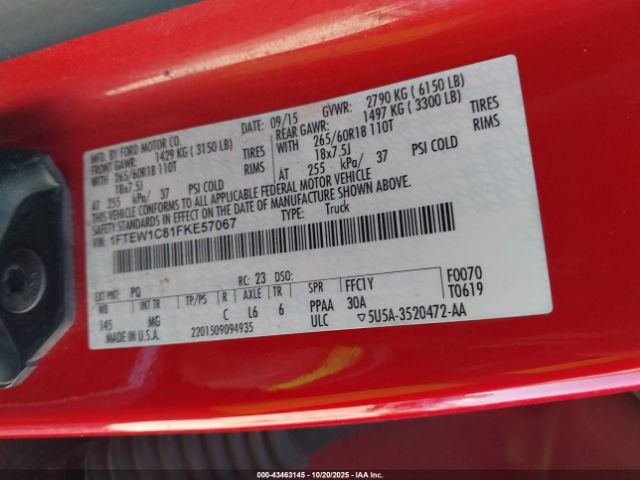 MFD. BY FORD MOTOR CO.
DATE: 09/15 GVWR: 2790 KG ( 6150 LB)
FRONT GAWR: 1429 KG ( 3150 LB) REAR GAWR: 1497 KG ( 3300 LB)
WITH 265/60R18 110T TIRES WITH 265/60R18 110T TIRES
18x7.5J RIMS 18x7.5J RIMS
AT 255 kPa/ 37 PSI COLD AT 255 kPa/ 37 PSI COLD
THIS VEHICLE CONFORMS TO ALL APPLICABLE FEDERAL MOTOR VEHICLE
SAFETY STANDARDS IN EFFECT ON THE DATE OF MANUFACTURE SHOWN ABOVE.
VIN: 1FTEW1C81FKE57067 TYPE: Truck
EXT PNT: PQ RC: 23 DSO: F0070
WB INT TR TP/PS R AXLE TR SPR FFC1Y T0619
145 MG C L6 6 PPAA 30A
MADE IN U.S.A. 2201509094935 ULC ▽5U5A-3520472-AA
00-43463145 - 10/20/2025 - IAA, Inc.